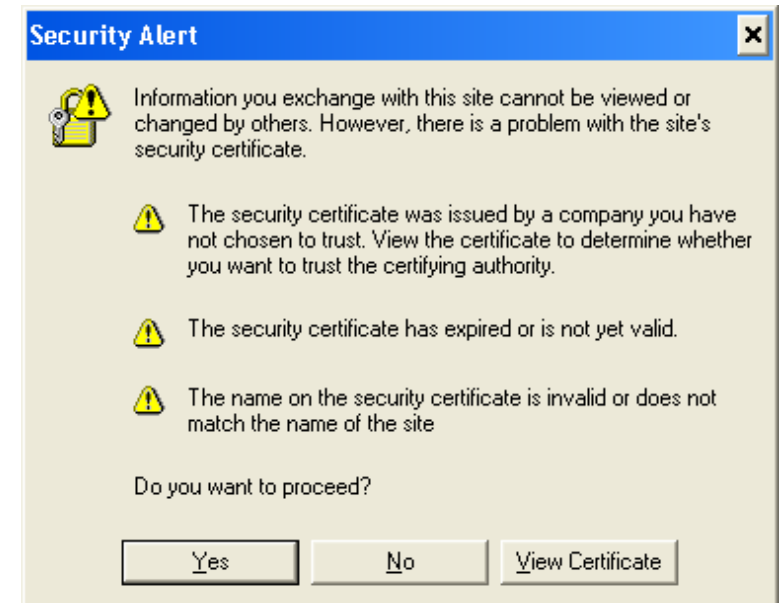 Security Alert
Information you exchange with this site cannot be viewed or
changed by others. However, there is a problem with the site's
security certificate.
The security certificate was issued by a company you have
not chosen to trust. View the certificate to determine whether
you want to trust the certifying authority.
The security certificate has expired or is not yet valid.
The name on the security certificate is invalid or does not
match the name of the site
Do you want to proceed?
Yes No View Certificate